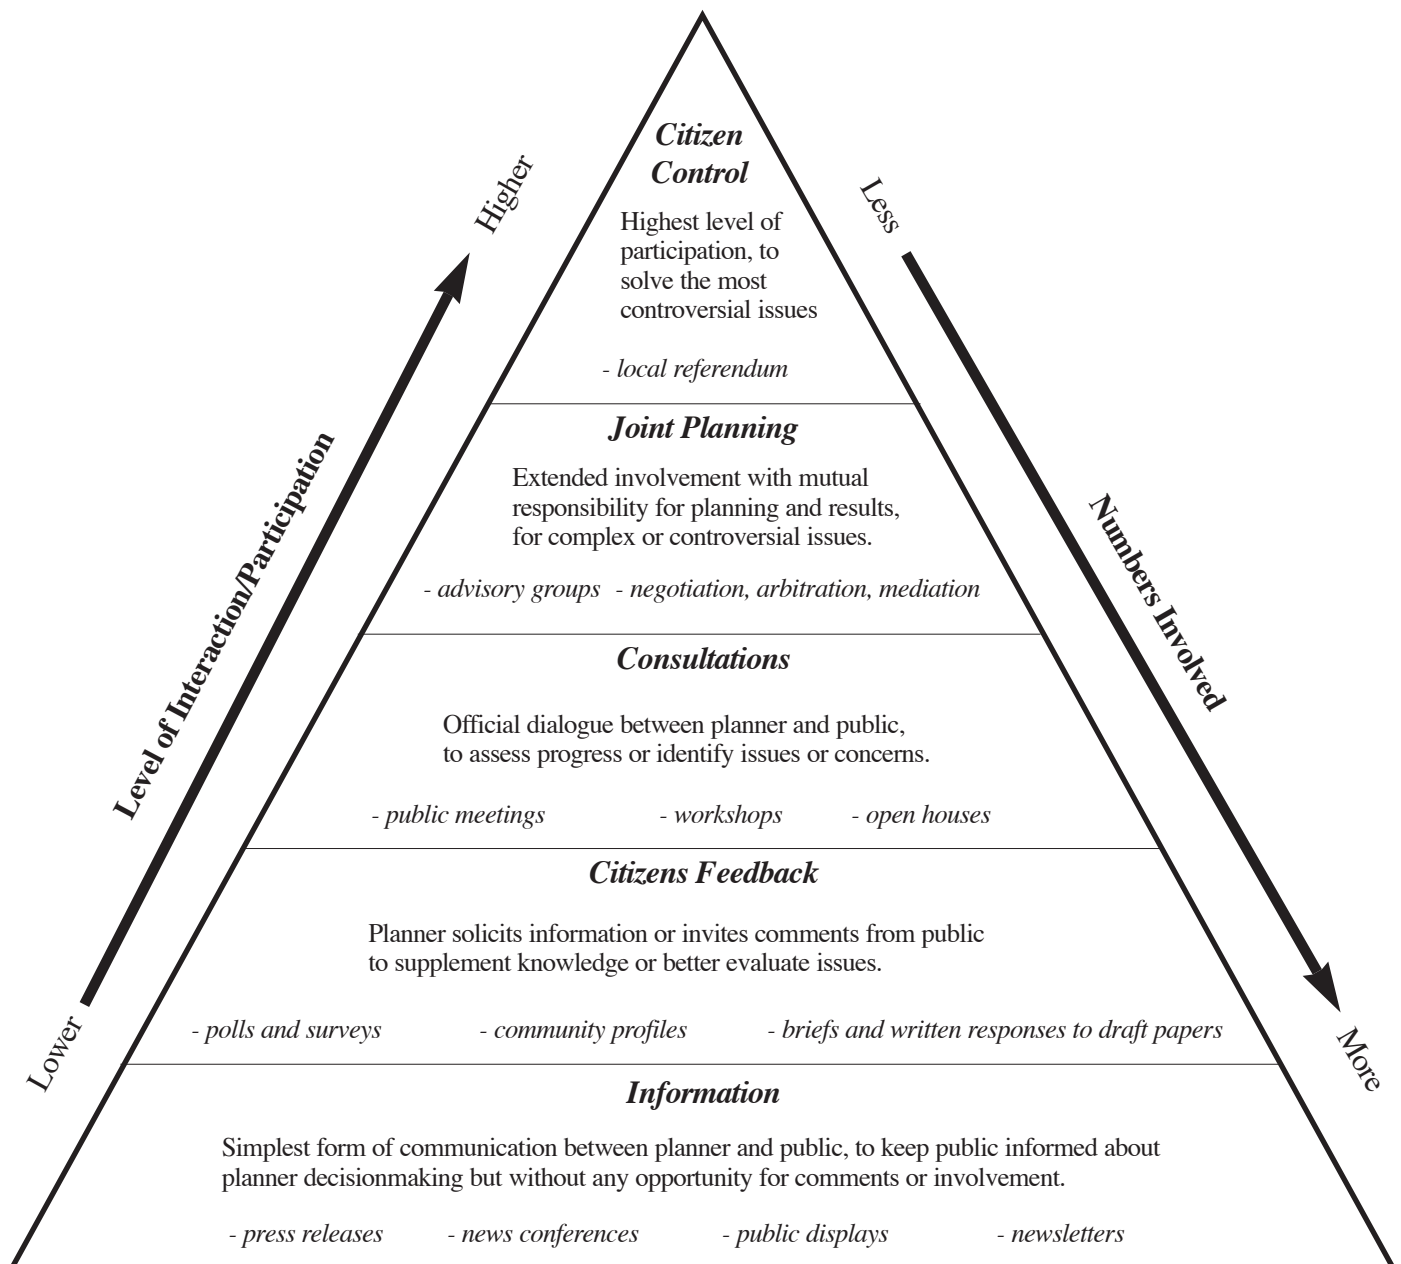 Citizen
Control
Highest level of
participation, to
solve the most
controversial issues
- local referendum
Joint Planning
Extended involvement with mutual
responsibility for planning and results,
for complex or controversial issues.
- advisory groups - negotiation, arbitration, mediation
Consultations
Official dialogue between planner and public,
to assess progress or identify issues or concerns.
- public meetings - workshops - open houses
Citizens Feedback
Planner solicits information or invites comments from public
to supplement knowledge or better evaluate issues.
- polls and surveys - community profiles - briefs and written responses to draft papers
Information
Simplest form of communication between planner and public, to keep public informed about
planner decisionmaking but without any opportunity for comments or involvement.
- press releases - news conferences - public displays - newsletters
Higher
Level of Interaction/Participation
Lower
Less
Numbers Involved
More